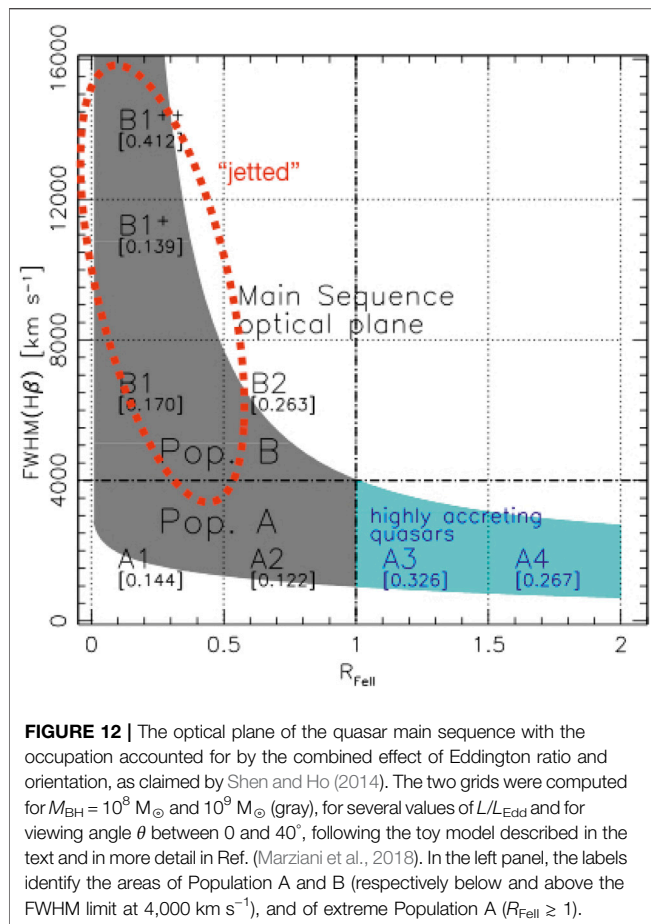 16000
12000
8000
4000
0
FWHM(Hβ) [km s⁻¹]
B1⁺⁺
[0.412]
"jetted"
B1⁺
[0.139]
Main Sequence
optical plane
B1
[0.170]
B2
[0.263]
Pop. B
Pop. A
highly accreting
quasars
A1
[0.144]
A2
[0.122]
A3
[0.326]
A4
[0.267]
0 0.5 1 1.5 2
R_FeII
FIGURE 12 | The optical plane of the quasar main sequence with the
occupation accounted for by the combined effect of Eddington ratio and
orientation, as claimed by Shen and Ho (2014). The two grids were computed
for M_BH = 10⁸ M⊙ and 10⁹ M⊙ (gray), for several values of L/L_Edd and for
viewing angle θ between 0 and 40°, following the toy model described in the
text and in more detail in Ref. (Marziani et al., 2018). In the left panel, the labels
identify the areas of Population A and B (respectively below and above the
FWHM limit at 4,000 km s⁻¹), and of extreme Population A (R_FeII ≳ 1).